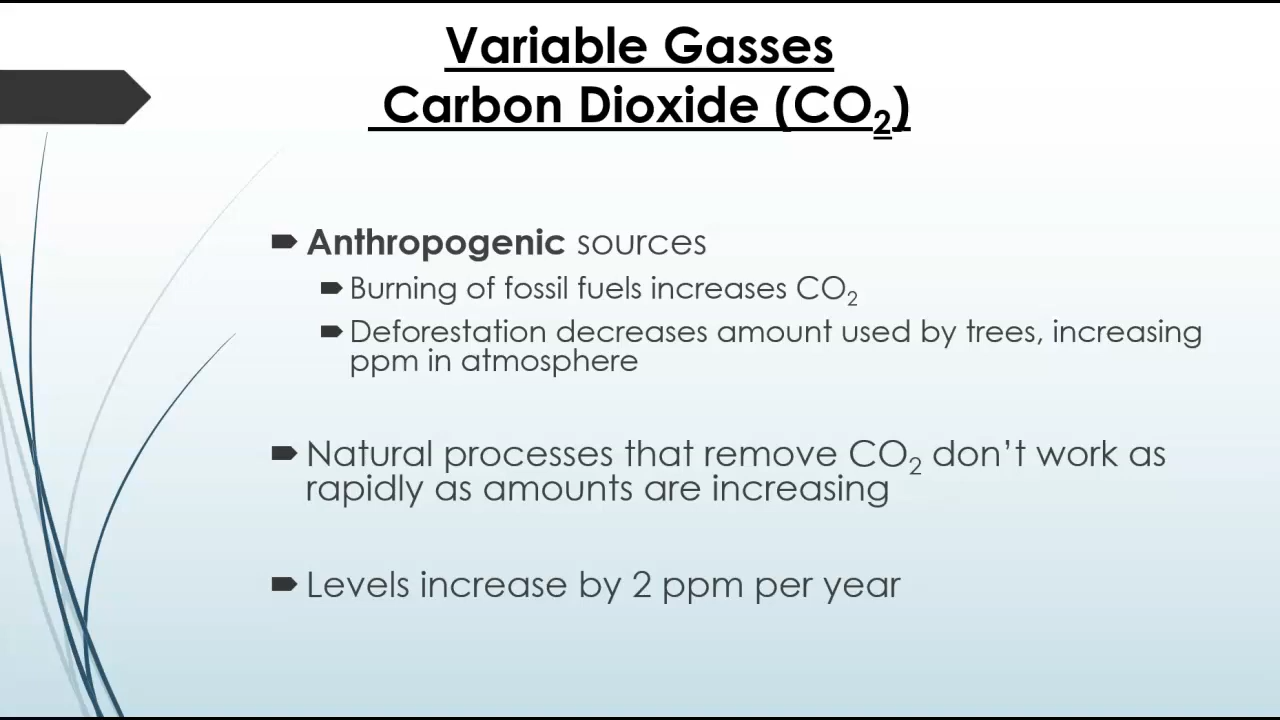 Variable Gasses
Carbon Dioxide (CO₂)
Anthropogenic sources
Burning of fossil fuels increases CO₂
Deforestation decreases amount used by trees, increasing
ppm in atmosphere
Natural processes that remove CO₂ don’t work as
rapidly as amounts are increasing
Levels increase by 2 ppm per year